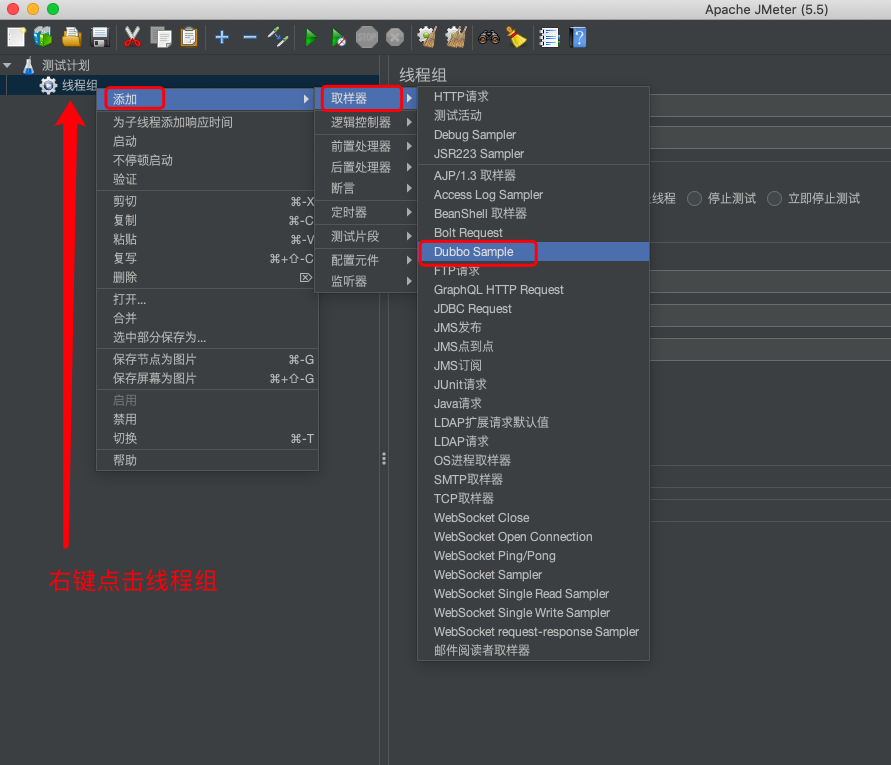 Apache JMeter (5.5)
STOP
测试计划
线程组
线程组
添加
为子线程添加响应时间
启动
不停顿启动
验证
剪切 ⌘-X
复制 ⌘-C
粘贴 ⌘-V
复写 ⌘+⇧-C
删除 ⌦
打开...
合并
选中部分保存为...
保存节点为图片 ⌘-G
保存屏幕为图片 ⌘+⇧-G
启用
禁用
切换 ⌘-T
帮助
取样器
逻辑控制器
前置处理器
后置处理器
断言
定时器
测试片段
配置元件
监听器
HTTP请求
测试活动
Debug Sampler
JSR223 Sampler
AJP/1.3 取样器
Access Log Sampler
BeanShell 取样器
Bolt Request
Dubbo Sample
FTP请求
GraphQL HTTP Request
JDBC Request
JMS发布
JMS点到点
JMS订阅
JUnit请求
Java请求
LDAP扩展请求默认值
LDAP请求
OS进程取样器
SMTP取样器
TCP取样器
WebSocket Close
WebSocket Open Connection
WebSocket Ping/Pong
WebSocket Sampler
WebSocket Single Read Sampler
WebSocket Single Write Sampler
WebSocket request-response Sampler
邮件阅读者取样器
线程 停止测试 立即停止测试
右键点击线程组